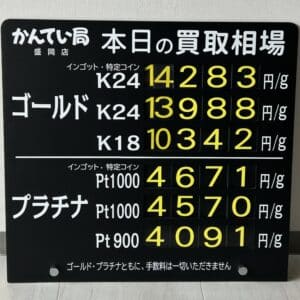 かんてい局 盛岡店 本日の買取相場
インゴット・特定コイン
K24 14283 円/g
ゴールド K24 13988 円/g
K18 10342 円/g
インゴット・特定コイン
Pt1000 4671 円/g
プラチナ Pt1000 4570 円/g
Pt900 4091 円/g
ゴールド・プラチナともに、手数料は一切いただきません